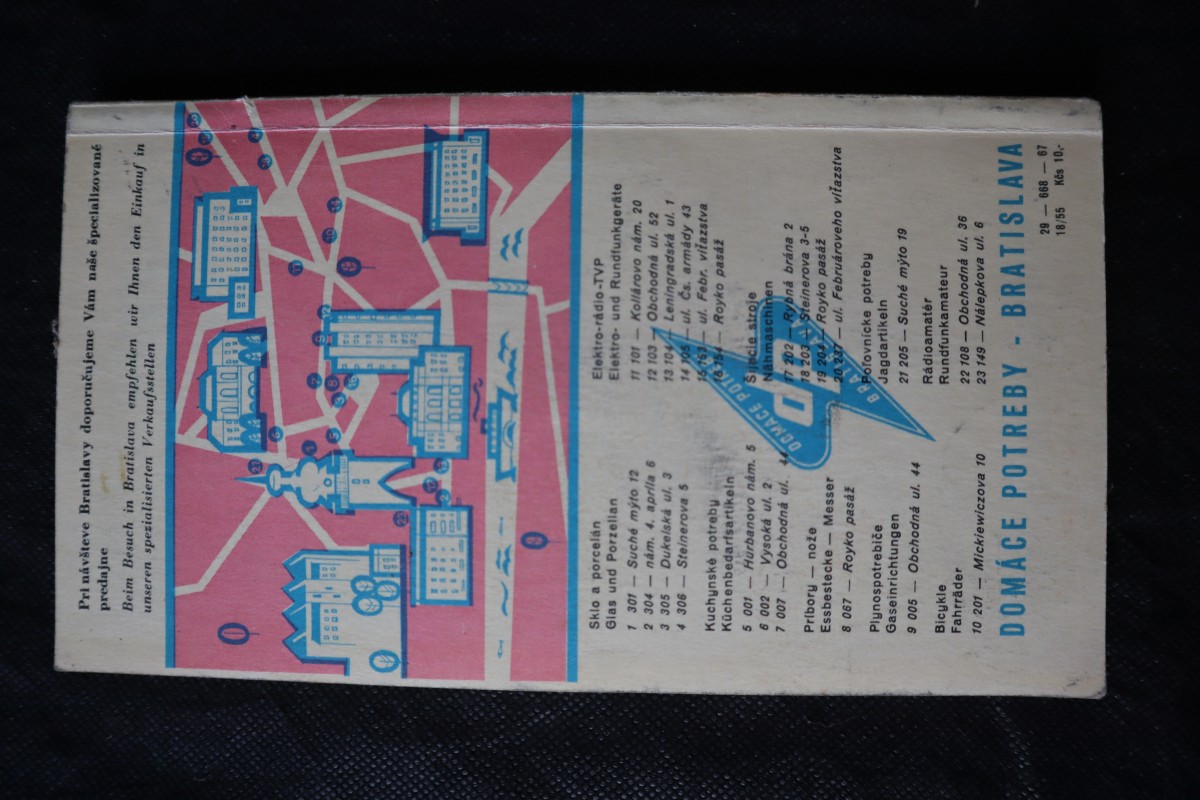 Pri návšteve Bratislavy doporučujeme Vám naše špecializované
predajne
Beim Besuch in Bratislava empfehlen wir Ihnen den Einkauf in
unseren spezialisierten Verkaufsstellen
Sklo a porcelán
Glas und Porzellan
1 301 — Suché mýto 12
2 304 — nám. 4. apríla 6
3 305 — Dukelská ul. 3
4 306 — Steinerova 5
Kuchynské potreby
Küchenbedarfsartikeln
5 001 — Hurbanovo nám. 5
6 002 — Vysoká ul. 2
7 007 — Obchodná ul. 44
Príbory — nože
Essbestecke — Messer
8 067 — Royko pasáž
Plynospotrebiče
Gaseinrichtungen
9 005 — Obchodná ul. 44
Bicykle
Fahrräder
10 201 — Mickiewiczova 10
Elektro-rádio-TVP
Elektro- und Rundfunkgeräte
11 101 — Kollárovo nám. 20
12 103 — Obchodná ul. 52
13 104 — Leningradská ul. 1
14 105 — ul. Čs. armády 43
15 151 — ul. Febr. víťazstva
16 154 — Royko pasáž
Šijacie stroje
Nähmaschinen
17 202 — Rybná brána 2
18 203 — Steinerova 3-5
19 204 — Royko pasáž
20 247 — ul. Februároveho víťazstva
Poľovnícke potreby
Jagdartikeln
21 205 — Suché mýto 19
Rádioamatér
Rundfunkamateur
22 108 — Obchodná ul. 36
23 149 — Nálepkova ul. 6
DOMÁCE POTREBY
DP
DOMÁCE POTREBY - BRATISLAVA
29 — 668 — 67
18/55 Kčs 10,-